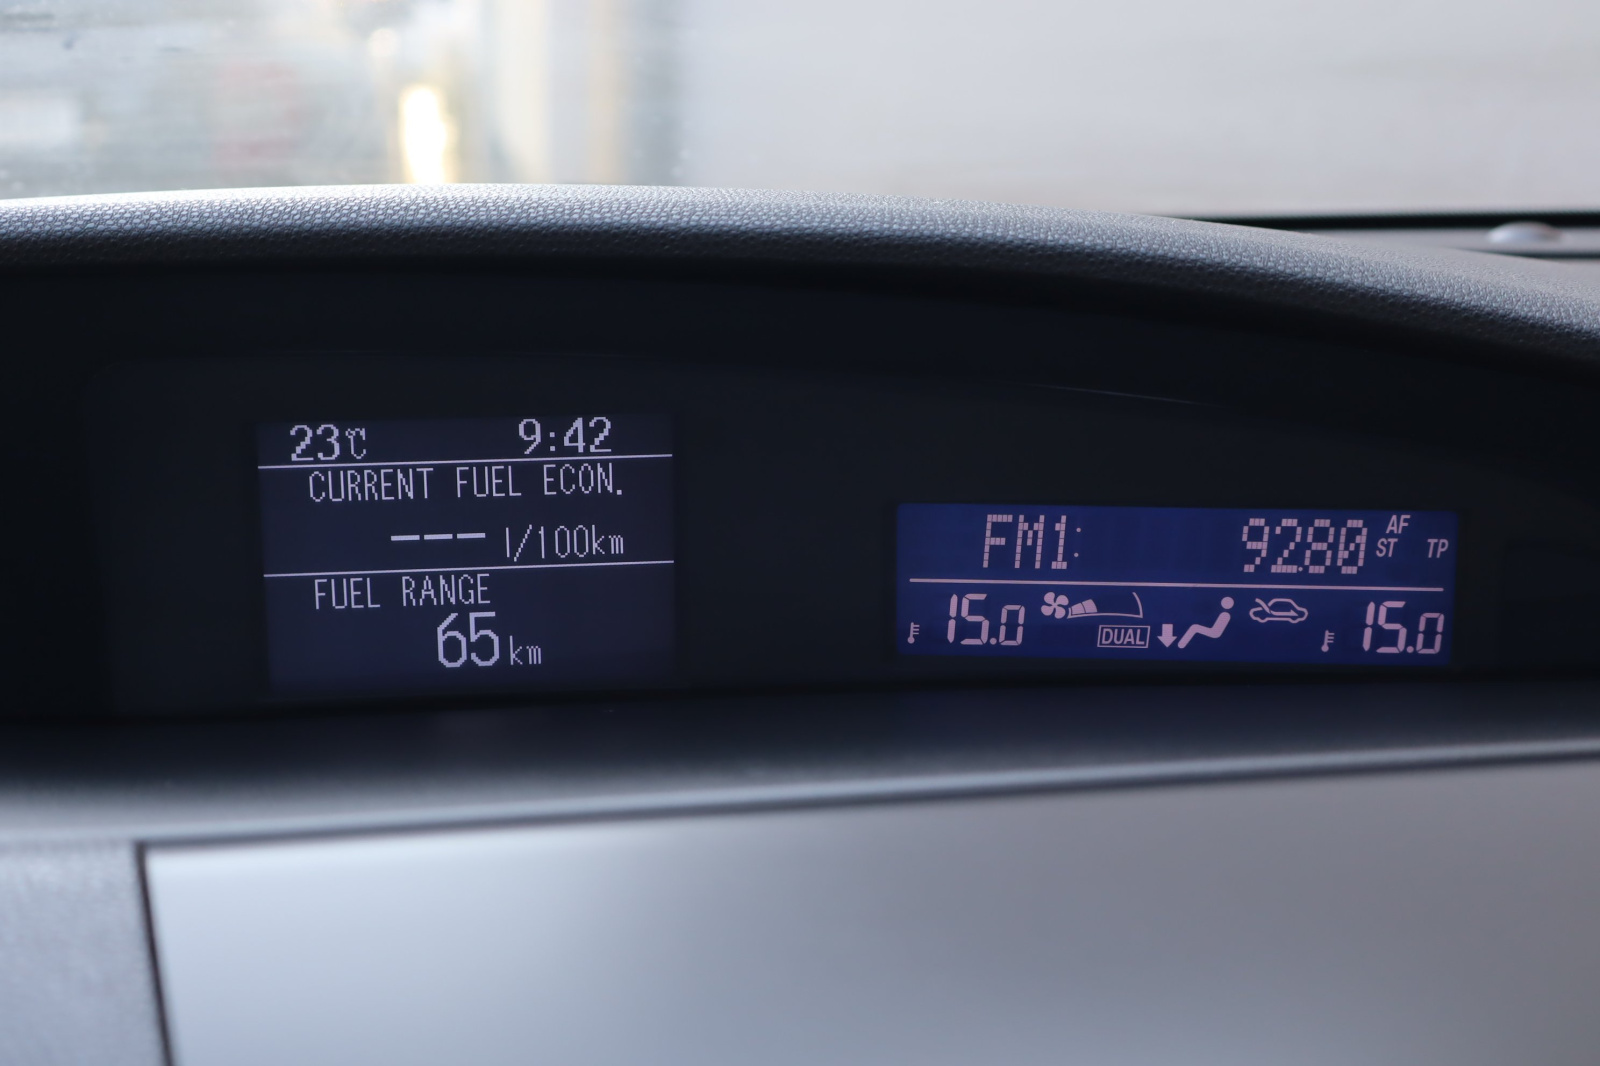 23℃ 9:42
CURRENT FUEL ECON.
--- l/100km
FUEL RANGE
65 km
FM1: 92.80 AF ST TP
15.0 DUAL 15.0